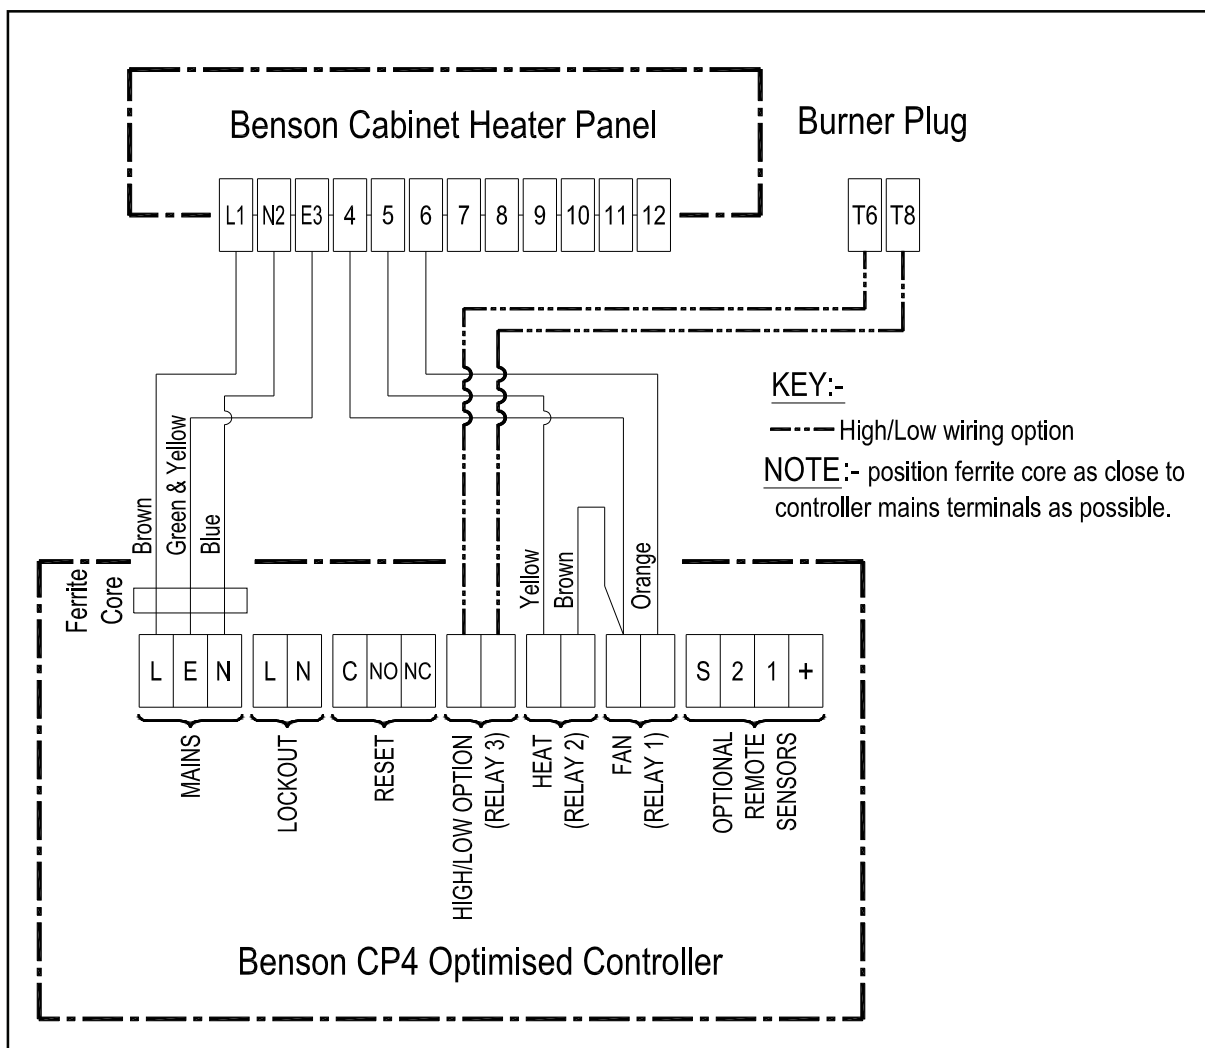 Benson Cabinet Heater Panel
Burner Plug
L1 N2 E3 4 5 6 7 8 9 10 11 12
T6 T8
KEY:-
High/Low wiring option
NOTE:- position ferrite core as close to
controller mains terminals as possible.
Brown
Green & Yellow
Blue
Yellow
Brown
Orange
Ferrite
Core
L E N
L N
C NO NC
S 2 1 +
MAINS
LOCKOUT
RESET
HIGH/LOW OPTION
(RELAY 3)
HEAT
(RELAY 2)
FAN
(RELAY 1)
OPTIONAL
REMOTE
SENSORS
Benson CP4 Optimised Controller